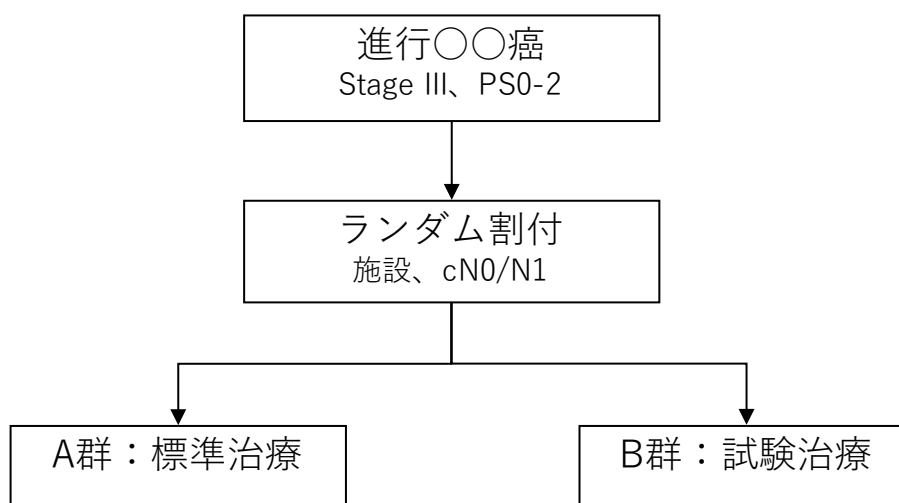 進行○○癌
Stage III、PS0-2
ランダム割付
施設、cN0/N1
A群：標準治療
B群：試験治療